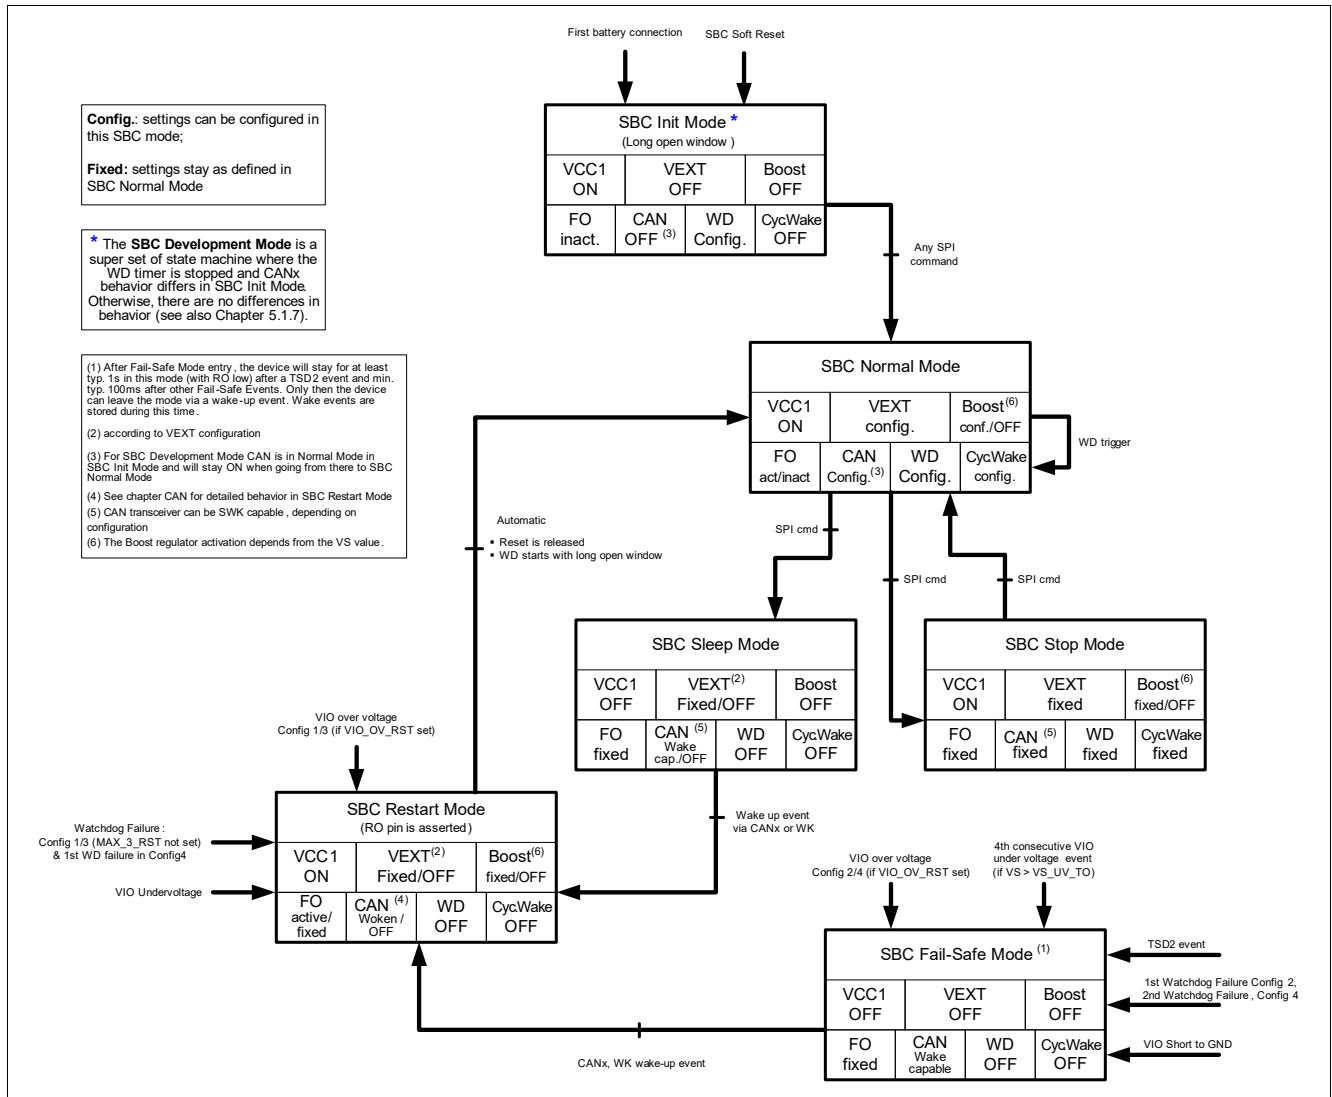 First battery connection
SBC Soft Reset
Config.: settings can be configured in
this SBC mode;
Fixed: settings stay as defined in
SBC Normal Mode
* The SBC Development Mode is a
super set of state machine where the
WD timer is stopped and CANx
behavior differs in SBC Init Mode.
Otherwise, there are no differences in
behavior (see also Chapter 5.1.7).
(1) After Fail-Safe Mode entry, the device will stay for at least
typ. 1s in this mode (with RO low) after a TSD2 event and min.
typ. 100ms after other Fail-Safe Events. Only then the device
can leave the mode via a wake-up event. Wake events are
stored during this time.
(2) according to VEXT configuration
(3) For SBC Development Mode CAN is in Normal Mode in
SBC Init Mode and will stay ON when going from there to SBC
Normal Mode
(4) See chapter CAN for detailed behavior in SBC Restart Mode
(5) CAN transceiver can be SWK capable, depending on
configuration
(6) The Boost regulator activation depends from the VS value.
SBC Init Mode *
(Long open window)
VCC1
ON
VEXT
OFF
Boost
OFF
FO
inact.
CAN
OFF (3)
WD
Config.
Cyc.Wake
OFF
Any SPI
command
SBC Normal Mode
VCC1
ON
VEXT
config.
Boost(6)
conf./OFF
FO
act/inact
CAN
Config.(3)
WD
Config.
Cyc.Wake
config.
WD trigger
Automatic
▪ Reset is released
▪ WD starts with long open window
SPI cmd
SPI cmd
SPI cmd
SBC Sleep Mode
VCC1
OFF
VEXT(2)
Fixed/OFF
Boost
OFF
FO
fixed
CAN (5)
Wake
cap./OFF
WD
OFF
Cyc.Wake
OFF
SBC Stop Mode
VCC1
ON
VEXT
fixed
Boost(6)
fixed/OFF
FO
fixed
CAN (5)
fixed
WD
fixed
Cyc.Wake
fixed
VIO over voltage
Config 1/3 (if VIO_OV_RST set)
Watchdog Failure :
Config 1/3 (MAX_3_RST not set)
& 1st WD failure in Config4
VIO Undervoltage
SBC Restart Mode
(RO pin is asserted)
VCC1
ON
VEXT(2)
Fixed/OFF
Boost(6)
fixed/OFF
FO
active/
fixed
CAN (4)
Woken /
OFF
WD
OFF
Cyc.Wake
OFF
Wake up event
via CANx or WK
VIO over voltage
Config 2/4 (if VIO_OV_RST set)
4th consecutive VIO
under voltage event
(if VS > VS_UV_TO)
SBC Fail-Safe Mode (1)
VCC1
OFF
VEXT
OFF
Boost
OFF
FO
fixed
CAN
Wake
capable
WD
OFF
Cyc.Wake
OFF
TSD2 event
1st Watchdog Failure Config 2,
2nd Watchdog Failure, Config 4
VIO Short to GND
CANx, WK wake-up event